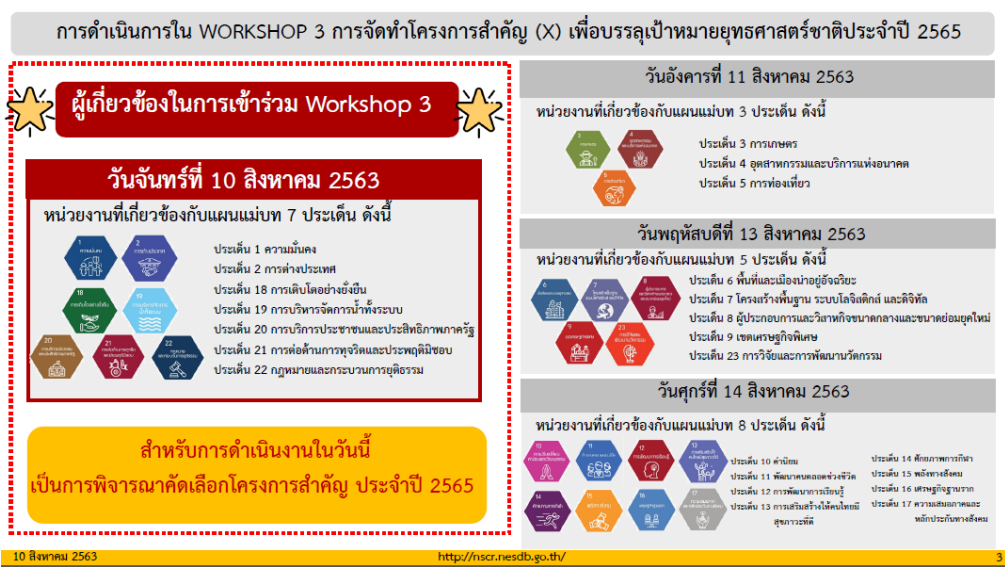 การดำเนินการใน WORKSHOP 3 การจัดทำโครงการสำคัญ (X) เพื่อบรรลุเป้าหมายยุทธศาสตร์ชาติประจำปี 2565
ผู้เกี่ยวข้องในการเข้าร่วม Workshop 3
วันจันทร์ที่ 10 สิงหาคม 2563
หน่วยงานที่เกี่ยวข้องกับแผนแม่บท 7 ประเด็น ดังนี้
1
ความมั่นคง
2
การต่างประเทศ
18
19
20
21
22
ประเด็น 1 ความมั่นคง
ประเด็น 2 การต่างประเทศ
ประเด็น 18 การเติบโตอย่างยั่งยืน
ประเด็น 19 การบริหารจัดการน้ำทั้งระบบ
ประเด็น 20 การบริการประชาชนและประสิทธิภาพภาครัฐ
ประเด็น 21 การต่อต้านการทุจริตและประพฤติมิชอบ
ประเด็น 22 กฎหมายและกระบวนการยุติธรรม
สำหรับการดำเนินงานในวันนี้
เป็นการพิจารณาคัดเลือกโครงการสำคัญ ประจำปี 2565
วันอังคารที่ 11 สิงหาคม 2563
หน่วยงานที่เกี่ยวข้องกับแผนแม่บท 3 ประเด็น ดังนี้
3
4
5
ประเด็น 3 การเกษตร
ประเด็น 4 อุตสาหกรรมและบริการแห่งอนาคต
ประเด็น 5 การท่องเที่ยว
วันพฤหัสบดีที่ 13 สิงหาคม 2563
หน่วยงานที่เกี่ยวข้องกับแผนแม่บท 5 ประเด็น ดังนี้
6
7
8
9
23
ประเด็น 6 พื้นที่และเมืองน่าอยู่อัจฉริยะ
ประเด็น 7 โครงสร้างพื้นฐาน ระบบโลจิสติกส์ และดิจิทัล
ประเด็น 8 ผู้ประกอบการและวิสาหกิจขนาดกลางและขนาดย่อมยุคใหม่
ประเด็น 9 เขตเศรษฐกิจพิเศษ
ประเด็น 23 การวิจัยและการพัฒนานวัตกรรม
วันศุกร์ที่ 14 สิงหาคม 2563
หน่วยงานที่เกี่ยวข้องกับแผนแม่บท 8 ประเด็น ดังนี้
10
11
12
13
14
15
16
17
ประเด็น 10 ค่านิยม
ประเด็น 11 พัฒนาคนตลอดช่วงชีวิต
ประเด็น 12 การพัฒนาการเรียนรู้
ประเด็น 13 การเสริมสร้างให้คนไทยมี
สุขภาวะที่ดี
ประเด็น 14 ศักยภาพการกีฬา
ประเด็น 15 พลังทางสังคม
ประเด็น 16 เศรษฐกิจฐานราก
ประเด็น 17 ความเสมอภาคและ
หลักประกันทางสังคม
10 สิงหาคม 2563
http://nscr.nesdb.go.th/
3